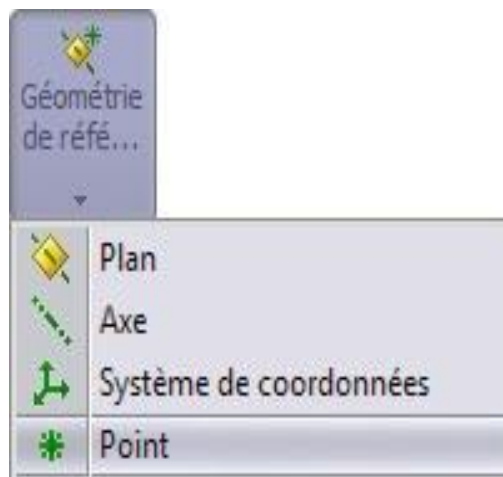 Géométrie
de réfé...
Plan
Axe
Système de coordonnées
Point